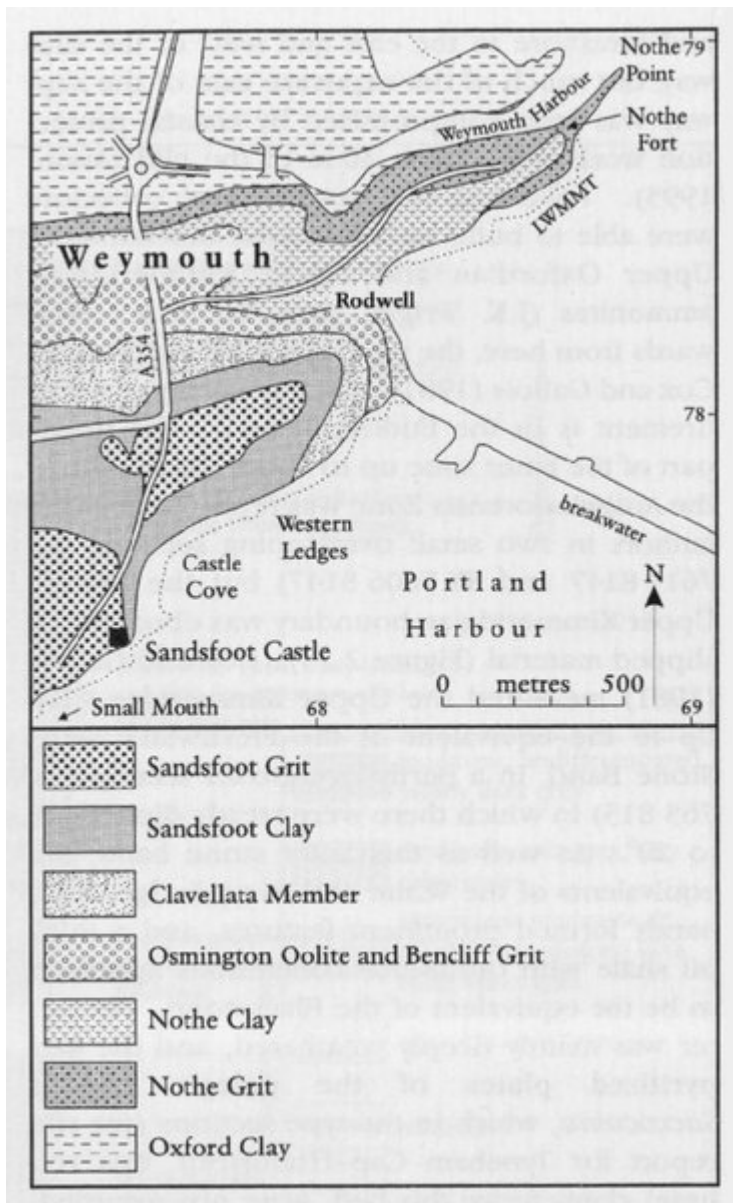 Nothe 79
Point
Weymouth Harbour
Nothe
Fort
LWMMT
Weymouth
Rodwell
A354
78
breakwater
Western
Ledges
Castle
Cove
Portland
Harbour
N
Sandsfoot Castle
0 metres 500
Small Mouth
68
69
Sandsfoot Grit
Sandsfoot Clay
Clavellata Member
Osmington Oolite and Bencliff Grit
Nothe Clay
Nothe Grit
Oxford Clay